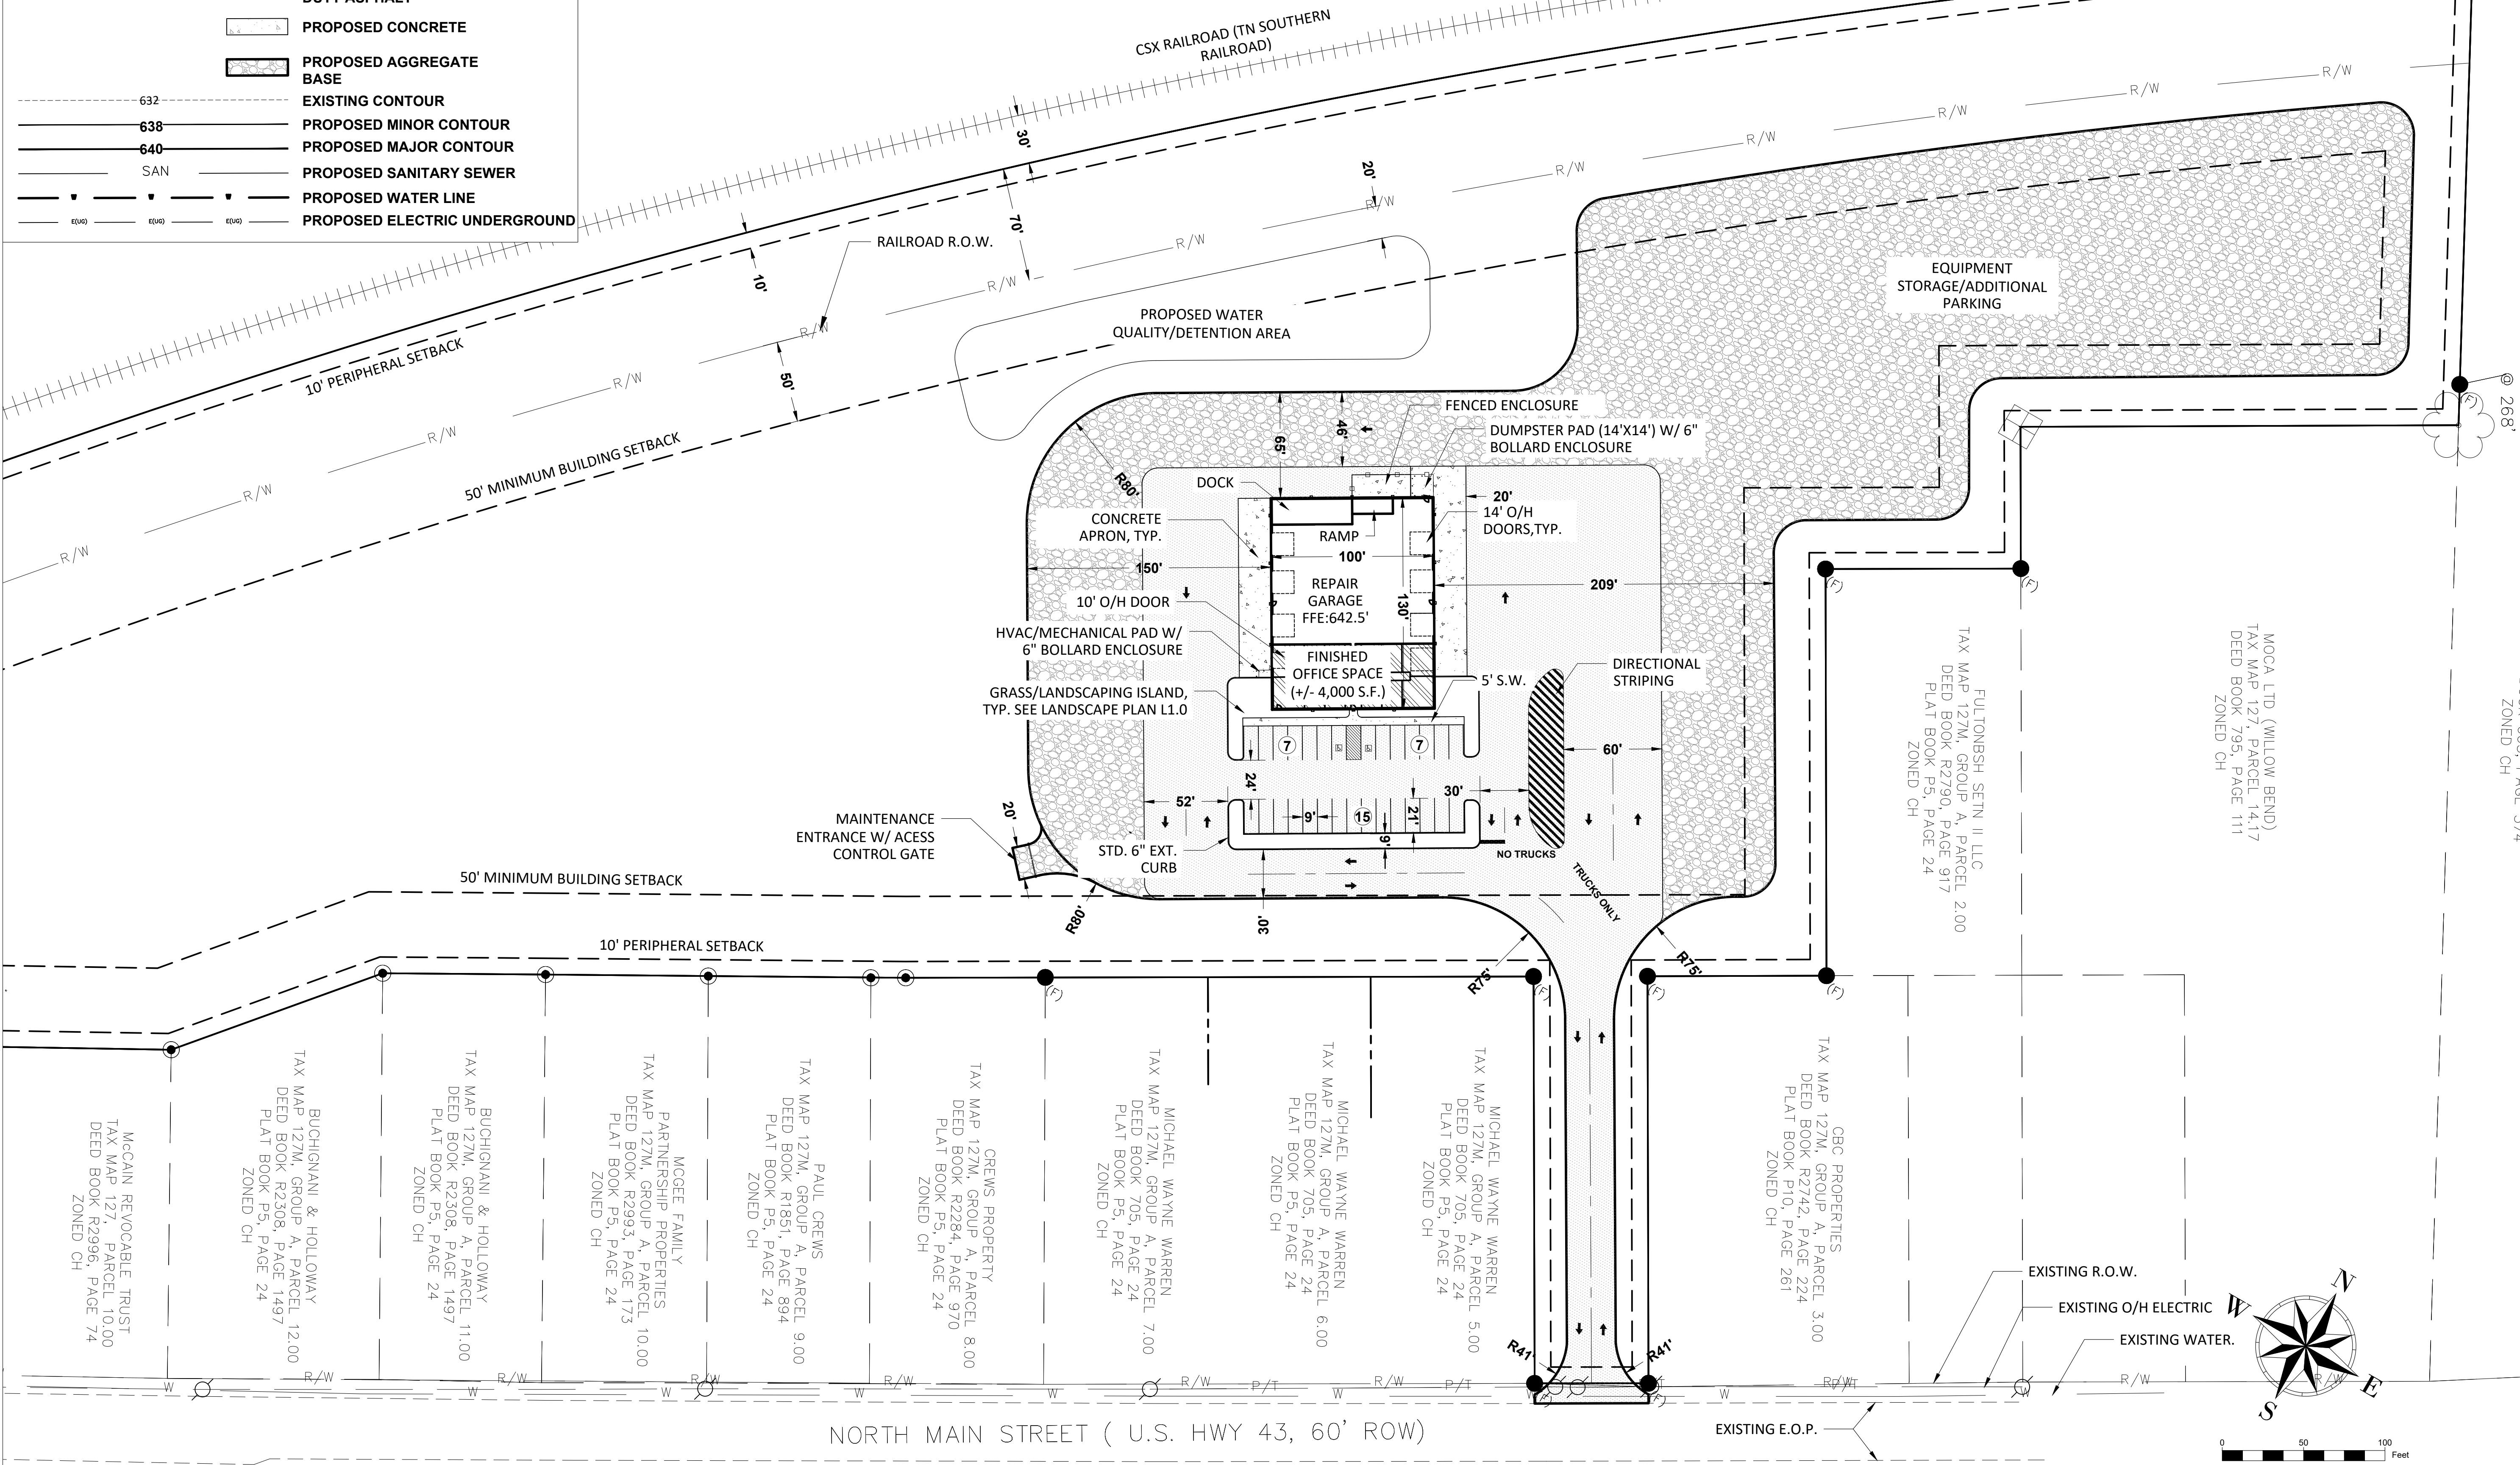 PROPOSED CONCRETE
PROPOSED AGGREGATE
BASE
632
EXISTING CONTOUR
638
PROPOSED MINOR CONTOUR
640
PROPOSED MAJOR CONTOUR
SAN
PROPOSED SANITARY SEWER
PROPOSED WATER LINE
E(UG) E(UG) E(UG)
PROPOSED ELECTRIC UNDERGROUND
CSX RAILROAD (TN SOUTHERN
RAILROAD)
30'
70'
20'
10'
50'
RAILROAD R.O.W.
R/W
R/W
R/W
R/W
R/W
R/W
R/W
R/W
R/W
R/W
R/W
R/W
R/W
R/W
10' PERIPHERAL SETBACK
50' MINIMUM BUILDING SETBACK
PROPOSED WATER
QUALITY/DETENTION AREA
EQUIPMENT
STORAGE/ADDITIONAL
PARKING
@ 268'
(F)
FENCED ENCLOSURE
DUMPSTER PAD (14'X14') W/ 6"
BOLLARD ENCLOSURE
65'
46'
R80'
DOCK
20'
14' O/H
DOORS,TYP.
CONCRETE
APRON, TYP.
RAMP
100'
150'
REPAIR
GARAGE
FFE:642.5'
130'
209'
10' O/H DOOR
HVAC/MECHANICAL PAD W/
6" BOLLARD ENCLOSURE
FINISHED
OFFICE SPACE
(+/- 4,000 S.F.)
DIRECTIONAL
STRIPING
5' S.W.
GRASS/LANDSCAPING ISLAND,
TYP. SEE LANDSCAPE PLAN L1.0
7
7
60'
24'
30'
52'
9'
15
21'
9'
20'
MAINTENANCE
ENTRANCE W/ ACESS
CONTROL GATE
STD. 6" EXT.
CURB
NO TRUCKS
TRUCKS ONLY
50' MINIMUM BUILDING SETBACK
R80'
30'
10' PERIPHERAL SETBACK
R75'
R75'
(F)
(F)
(F)
(F)
(F)
(F)
FULTONBSH SETN II LLC
TAX MAP 127M, GROUP A, PARCEL 2.00
DEED BOOK R2790, PAGE 917
PLAT BOOK P5, PAGE 24
ZONED CH
MOCA LTD (WILLOW BEND)
TAX MAP 127, PARCEL 14.17
DEED BOOK 795, PAGE 111
ZONED CH
ZONED CH
McCAIN REVOCABLE TRUST
TAX MAP 127, PARCEL 10.00
DEED BOOK R2996, PAGE 74
ZONED CH
BUCHIGNANI & HOLLOWAY
TAX MAP 127M, GROUP A, PARCEL 12.00
DEED BOOK R2308, PAGE 1497
PLAT BOOK P5, PAGE 24
ZONED CH
BUCHIGNANI & HOLLOWAY
TAX MAP 127M, GROUP A, PARCEL 11.00
DEED BOOK R2308, PAGE 1497
PLAT BOOK P5, PAGE 24
ZONED CH
MCGEE FAMILY
PARTNERSHIP PROPERTIES
TAX MAP 127M, GROUP A, PARCEL 10.00
DEED BOOK R2993, PAGE 173
PLAT BOOK P5, PAGE 24
ZONED CH
PAUL CREWS
TAX MAP 127M, GROUP A, PARCEL 9.00
DEED BOOK R1851, PAGE 894
PLAT BOOK P5, PAGE 24
ZONED CH
CREWS PROPERTY
TAX MAP 127M, GROUP A, PARCEL 8.00
DEED BOOK R2284, PAGE 970
PLAT BOOK P5, PAGE 24
ZONED CH
MICHAEL WAYNE WARREN
TAX MAP 127M, GROUP A, PARCEL 7.00
DEED BOOK 705, PAGE 24
PLAT BOOK P5, PAGE 24
ZONED CH
MICHAEL WAYNE WARREN
TAX MAP 127M, GROUP A, PARCEL 6.00
DEED BOOK 705, PAGE 24
PLAT BOOK P5, PAGE 24
ZONED CH
MICHAEL WAYNE WARREN
TAX MAP 127M, GROUP A, PARCEL 5.00
DEED BOOK 705, PAGE 24
PLAT BOOK P5, PAGE 24
ZONED CH
CBC PROPERTIES
TAX MAP 127M, GROUP A, PARCEL 3.00
DEED BOOK R2742, PAGE 224
PLAT BOOK P10, PAGE 261
ZONED CH
R41'
R41'
EXISTING R.O.W.
EXISTING O/H ELECTRIC
EXISTING WATER.
EXISTING E.O.P.
N
W
E
S
R/W R/W R/W R/W R/W R/W R/W R/W
W W W W W W W W
P/T P/T
NORTH MAIN STREET ( U.S. HWY 43, 60' ROW)
0 50 100
Feet